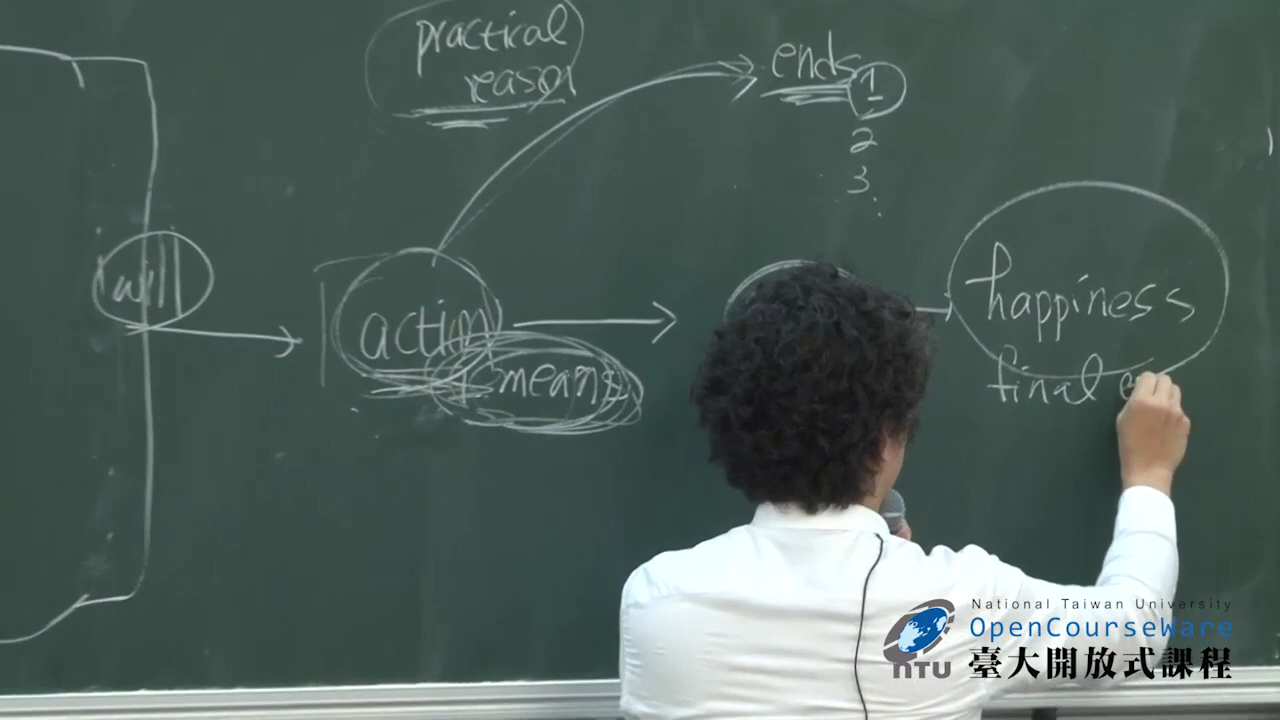 practical
reason
ends
1
2
3.
will
action
means
happiness
final
National Taiwan University
OpenCourseWare
臺大開放式課程
NTU